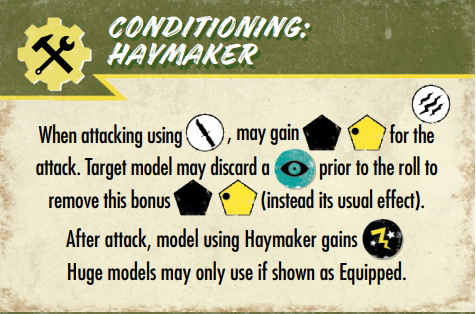 CONDITIONING:
HAYMAKER
When attacking using , may gain for the
attack. Target model may discard a prior to the roll to
remove this bonus (instead its usual effect).
After attack, model using Haymaker gains
Huge models may only use if shown as Equipped.